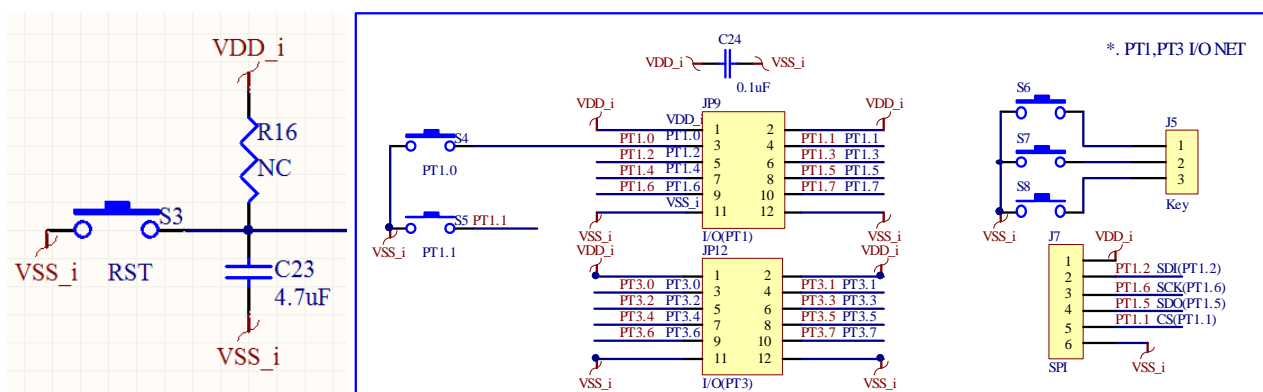 VDD_i
R16
NC
S3
VSS_i
RST
C23
4.7uF
VSS_i
C24
VDD_i
VSS_i
0.1uF
*. PT1,PT3 I/O NET
S4
PT1.0
S5
PT1.1
PT1.1
VSS_i
JP9
VDD_i
VDD_i
VDD_i
1
2
PT1.0
PT1.0
3
4
PT1.1
PT1.1
PT1.2
PT1.2
5
6
PT1.3
PT1.3
PT1.4
PT1.4
7
8
PT1.5
PT1.5
PT1.6
PT1.6
9
10
PT1.7
PT1.7
VSS_i
11
12
VSS_i
VSS_i
I/O(PT1)
JP12
VDD_i
VDD_i
1
2
PT3.0
PT3.0
3
4
PT3.1
PT3.1
PT3.2
PT3.2
5
6
PT3.3
PT3.3
PT3.4
PT3.4
7
8
PT3.5
PT3.5
PT3.6
PT3.6
9
10
PT3.7
PT3.7
11
12
VSS_i
VSS_i
I/O(PT3)
S6
S7
S8
VSS_i
J5
1
2
3
Key
J7
VDD_i
1
2
PT1.2
SDI(PT1.2)
3
PT1.6
SCK(PT1.6)
4
PT1.5
SDO(PT1.5)
5
PT1.1
CS(PT1.1)
6
VSS_i
SPI